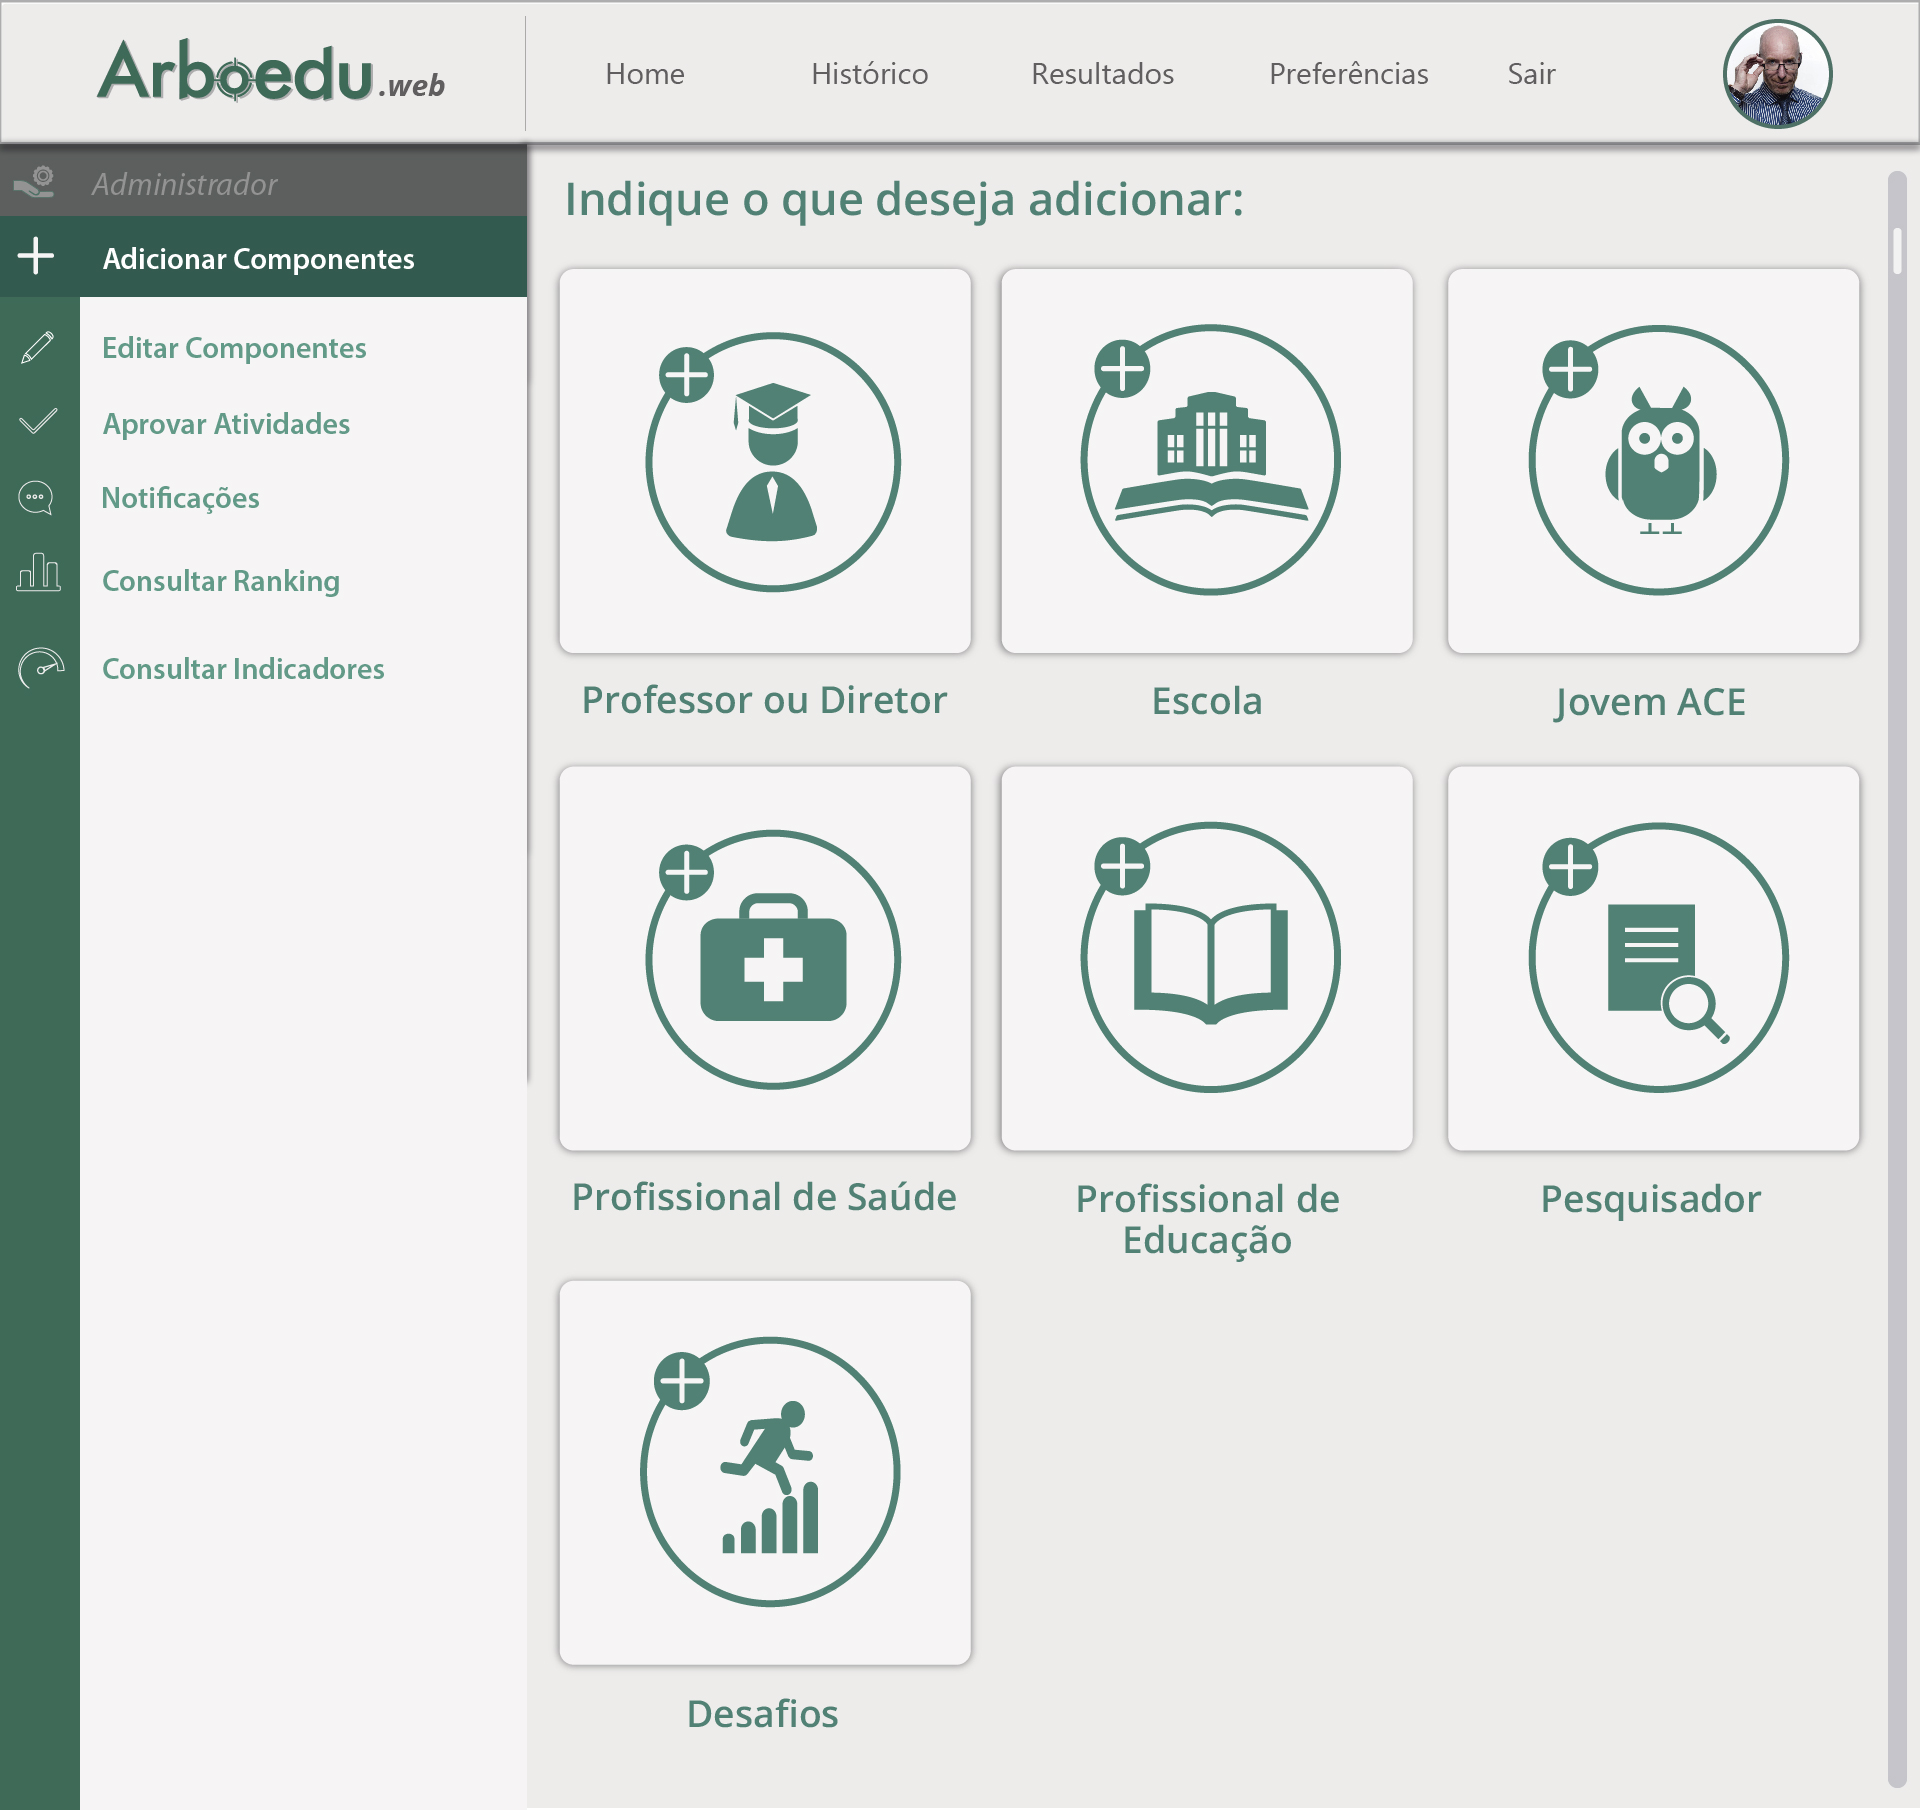 Arboedu.web
Home
Histórico
Resultados
Preferências
Sair
Administrador
Adicionar Componentes
Editar Componentes
Aprovar Atividades
Notificações
Consultar Ranking
Consultar Indicadores
Indique o que deseja adicionar:
Professor ou Diretor
Escola
Jovem ACE
Profissional de Saúde
Profissional de
Educação
Pesquisador
Desafios